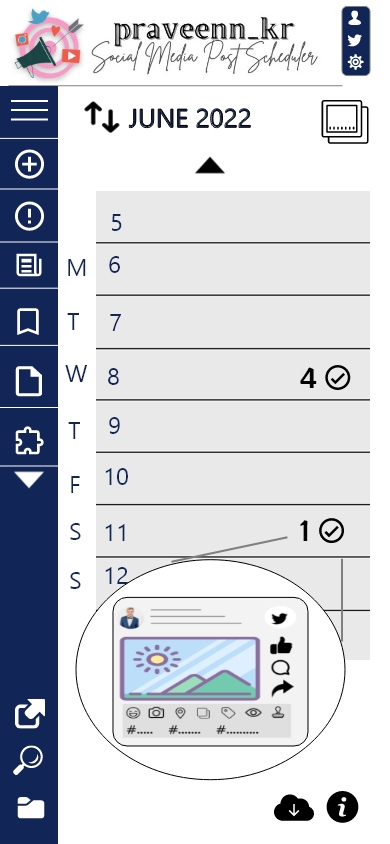 praveenn_kr
Social Media Post Scheduler
JUNE 2022
5
M 6
T 7
W 8 4
T 9
F 10
S 11 1
S 12
#..... #....... #..........